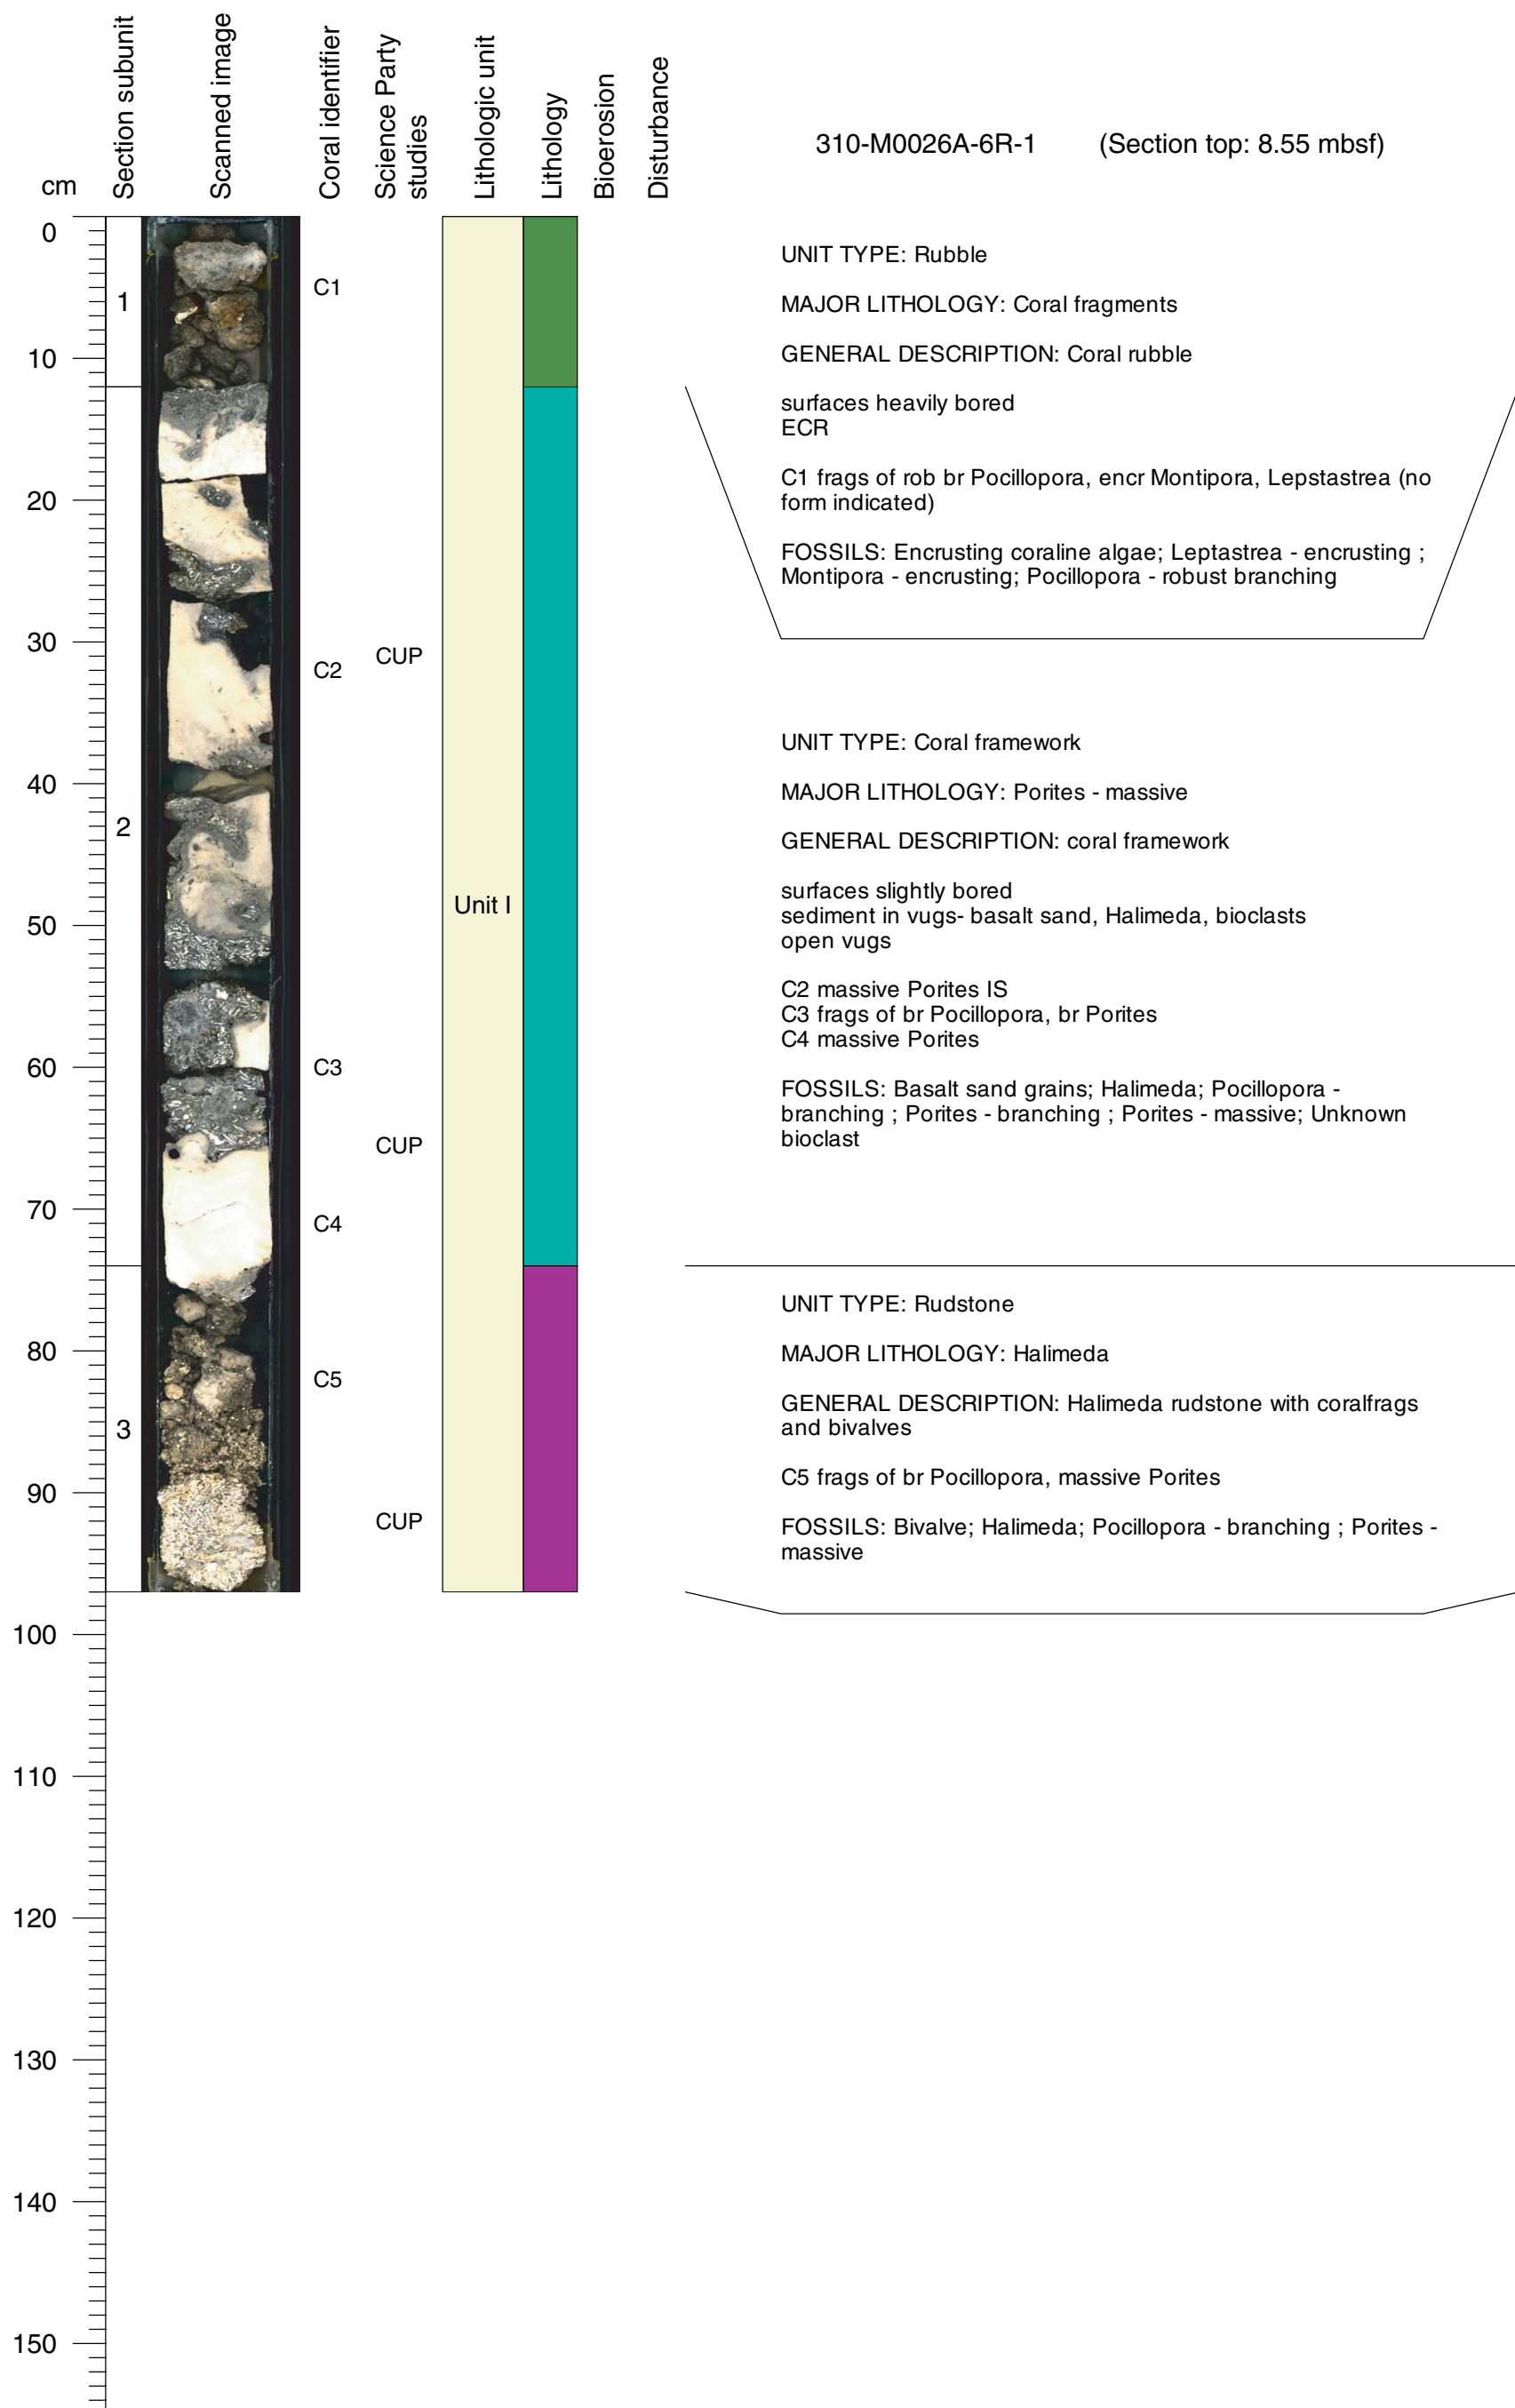 Section subunit
Scanned image
Coral identifier
Science Party
studies
Lithologic unit
Lithology
Bioerosion
Disturbance
cm
310-M0026A-6R-1 (Section top: 8.55 mbsf)
0
10
20
30
40
50
60
70
80
90
100
110
120
130
140
150
1
2
3
C1
C2
C3
C4
C5
CUP
CUP
CUP
Unit I
UNIT TYPE: Rubble
MAJOR LITHOLOGY: Coral fragments
GENERAL DESCRIPTION: Coral rubble
surfaces heavily bored
ECR
C1 frags of rob br Pocillopora, encr Montipora, Lepstastrea (no
form indicated)
FOSSILS: Encrusting coraline algae; Leptastrea - encrusting ;
Montipora - encrusting; Pocillopora - robust branching
UNIT TYPE: Coral framework
MAJOR LITHOLOGY: Porites - massive
GENERAL DESCRIPTION: coral framework
surfaces slightly bored
sediment in vugs- basalt sand, Halimeda, bioclasts
open vugs
C2 massive Porites IS
C3 frags of br Pocillopora, br Porites
C4 massive Porites
FOSSILS: Basalt sand grains; Halimeda; Pocillopora -
branching ; Porites - branching ; Porites - massive; Unknown
bioclast
UNIT TYPE: Rudstone
MAJOR LITHOLOGY: Halimeda
GENERAL DESCRIPTION: Halimeda rudstone with coralfrags
and bivalves
C5 frags of br Pocillopora, massive Porites
FOSSILS: Bivalve; Halimeda; Pocillopora - branching ; Porites -
massive